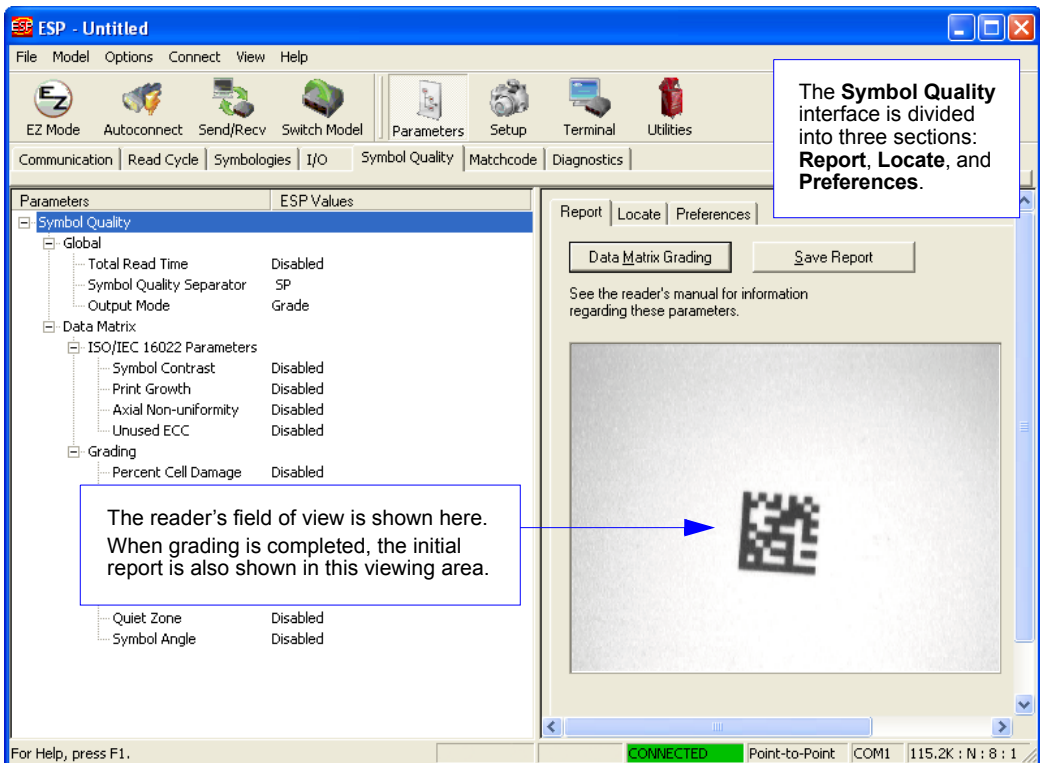 ESP - Untitled
File Model Options Connect View Help
EZ Mode Autoconnect Send/Recv Switch Model Parameters Setup Terminal Utilities
Communication Read Cycle Symbologies I/O Symbol Quality Matchcode Diagnostics
The Symbol Quality
interface is divided
into three sections:
Report, Locate, and
Preferences.
Parameters ESP Values
Symbol Quality
Global
Total Read Time Disabled
Symbol Quality Separator SP
Output Mode Grade
Data Matrix
ISO/IEC 16022 Parameters
Symbol Contrast Disabled
Print Growth Disabled
Axial Non-uniformity Disabled
Unused ECC Disabled
Grading
Percent Cell Damage Disabled
The reader's field of view is shown here.
When grading is completed, the initial
report is also shown in this viewing area.
Quiet Zone Disabled
Symbol Angle Disabled
Report Locate Preferences
Data Matrix Grading Save Report
See the reader's manual for information
regarding these parameters.
For Help, press F1. CONNECTED Point-to-Point COM1 115.2K : N : 8 : 1